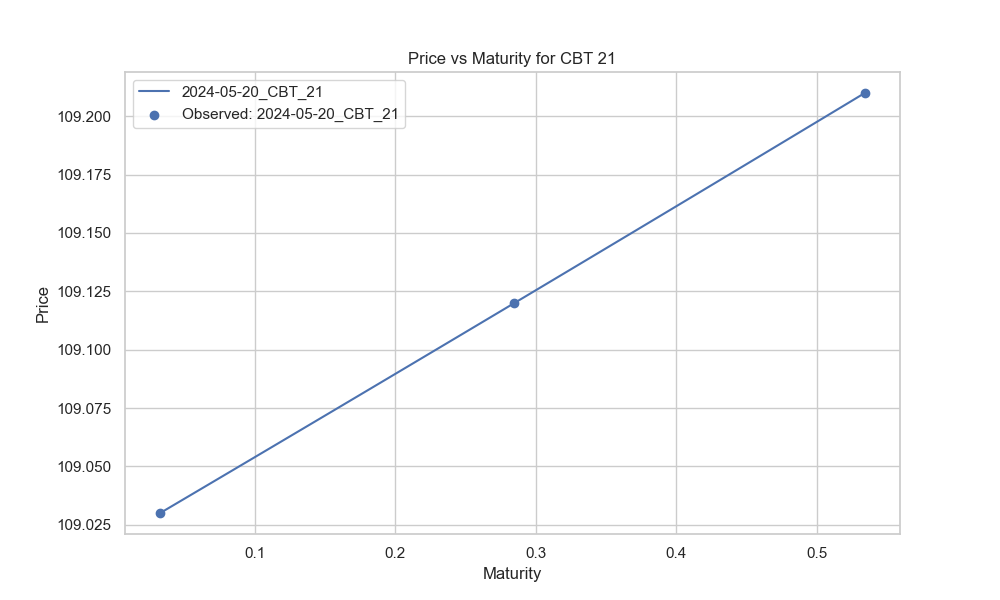 Price vs Maturity for CBT 21
2024-05-20_CBT_21
Observed: 2024-05-20_CBT_21
109.200
109.175
109.150
109.125
109.100
109.075
109.050
109.025
Price
0.1 0.2 0.3 0.4 0.5
Maturity